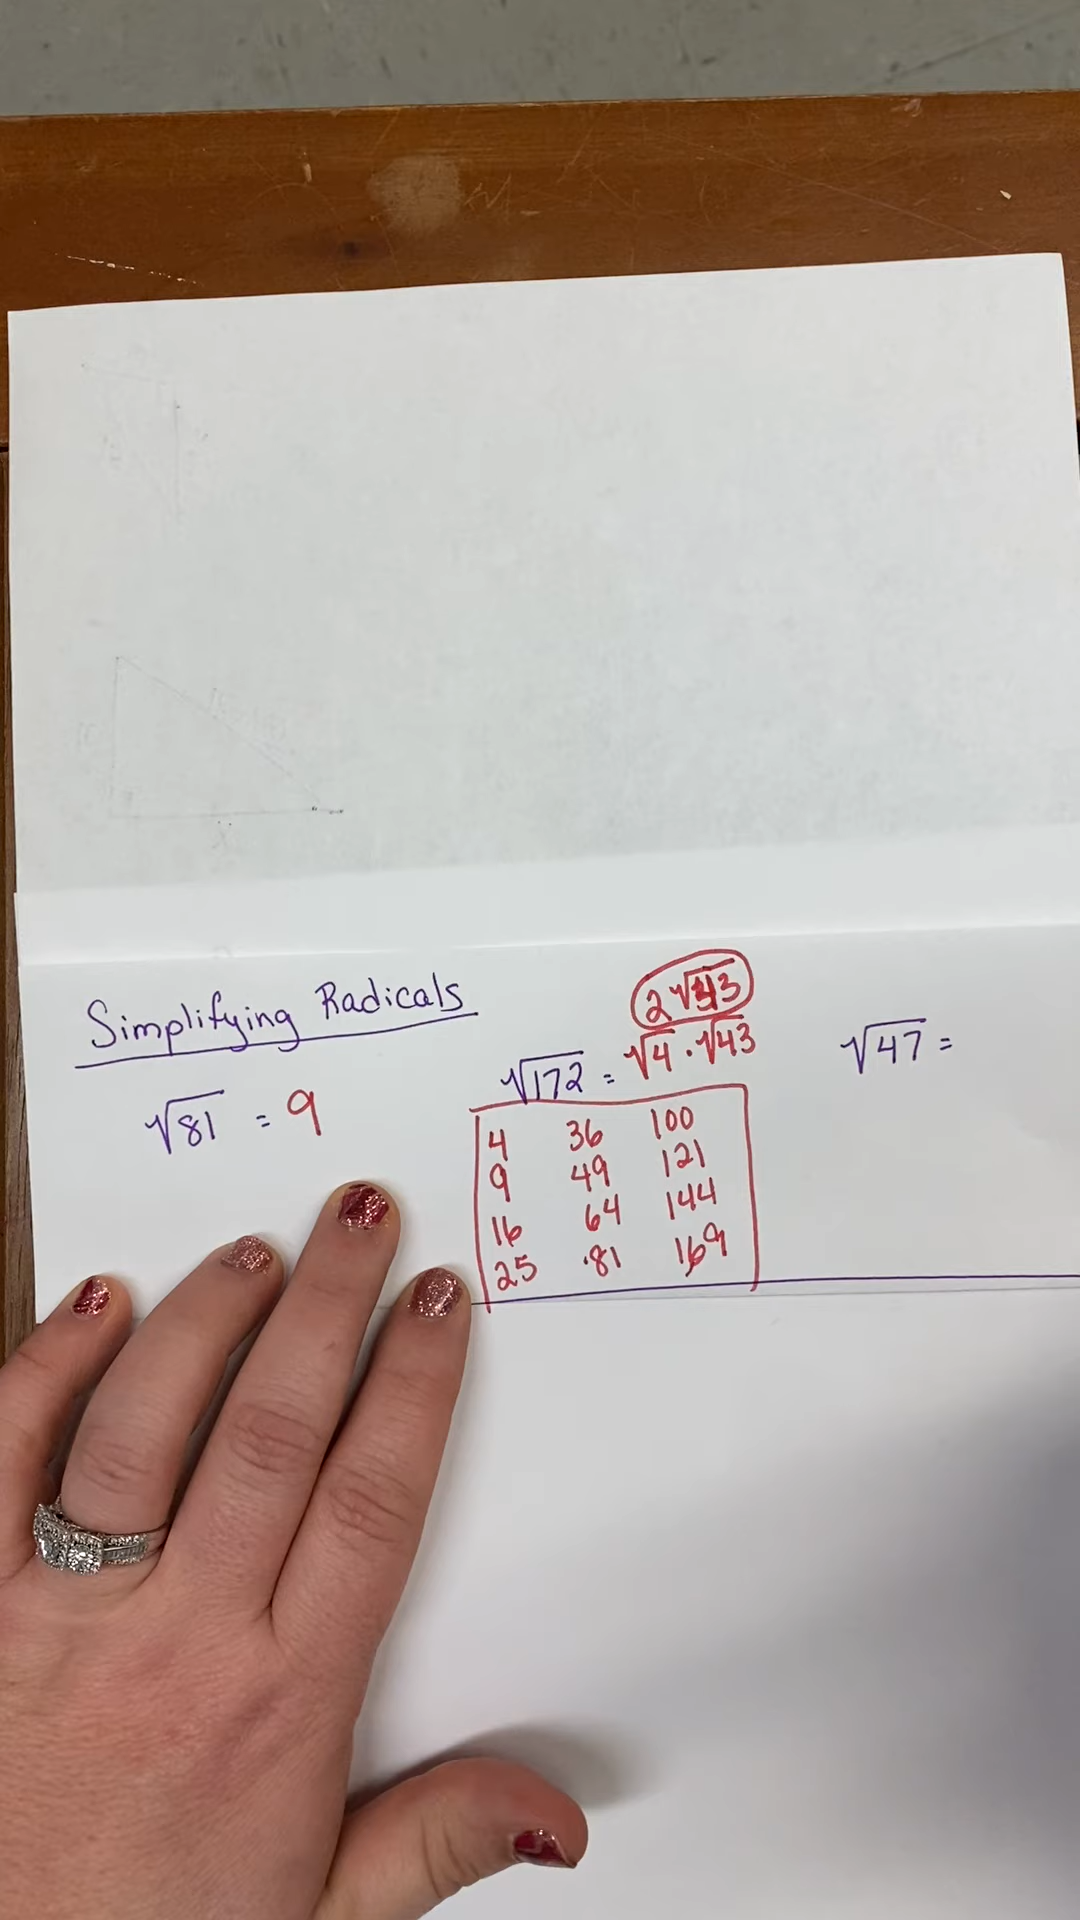 Simplifying Radicals
√81 = 9
2√43
√172 = √4 · √43
4 36 100
9 49 121
16 64 144
25 81 169
√47 =